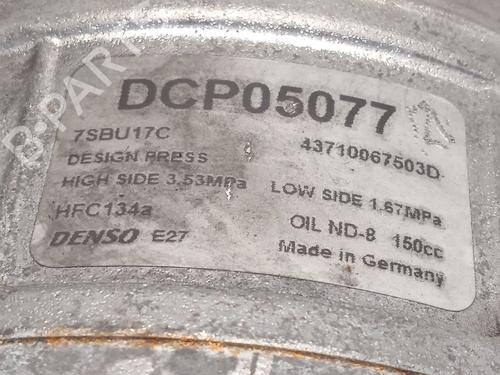 DCP05077
7SBU17C
43710067503D
DESIGN PRESS
HIGH SIDE 3,53MPa
LOW SIDE 1.67MPa
HFC134a
OIL ND-8 150cc
DENSO E27
Made in Germany
B-PARTS